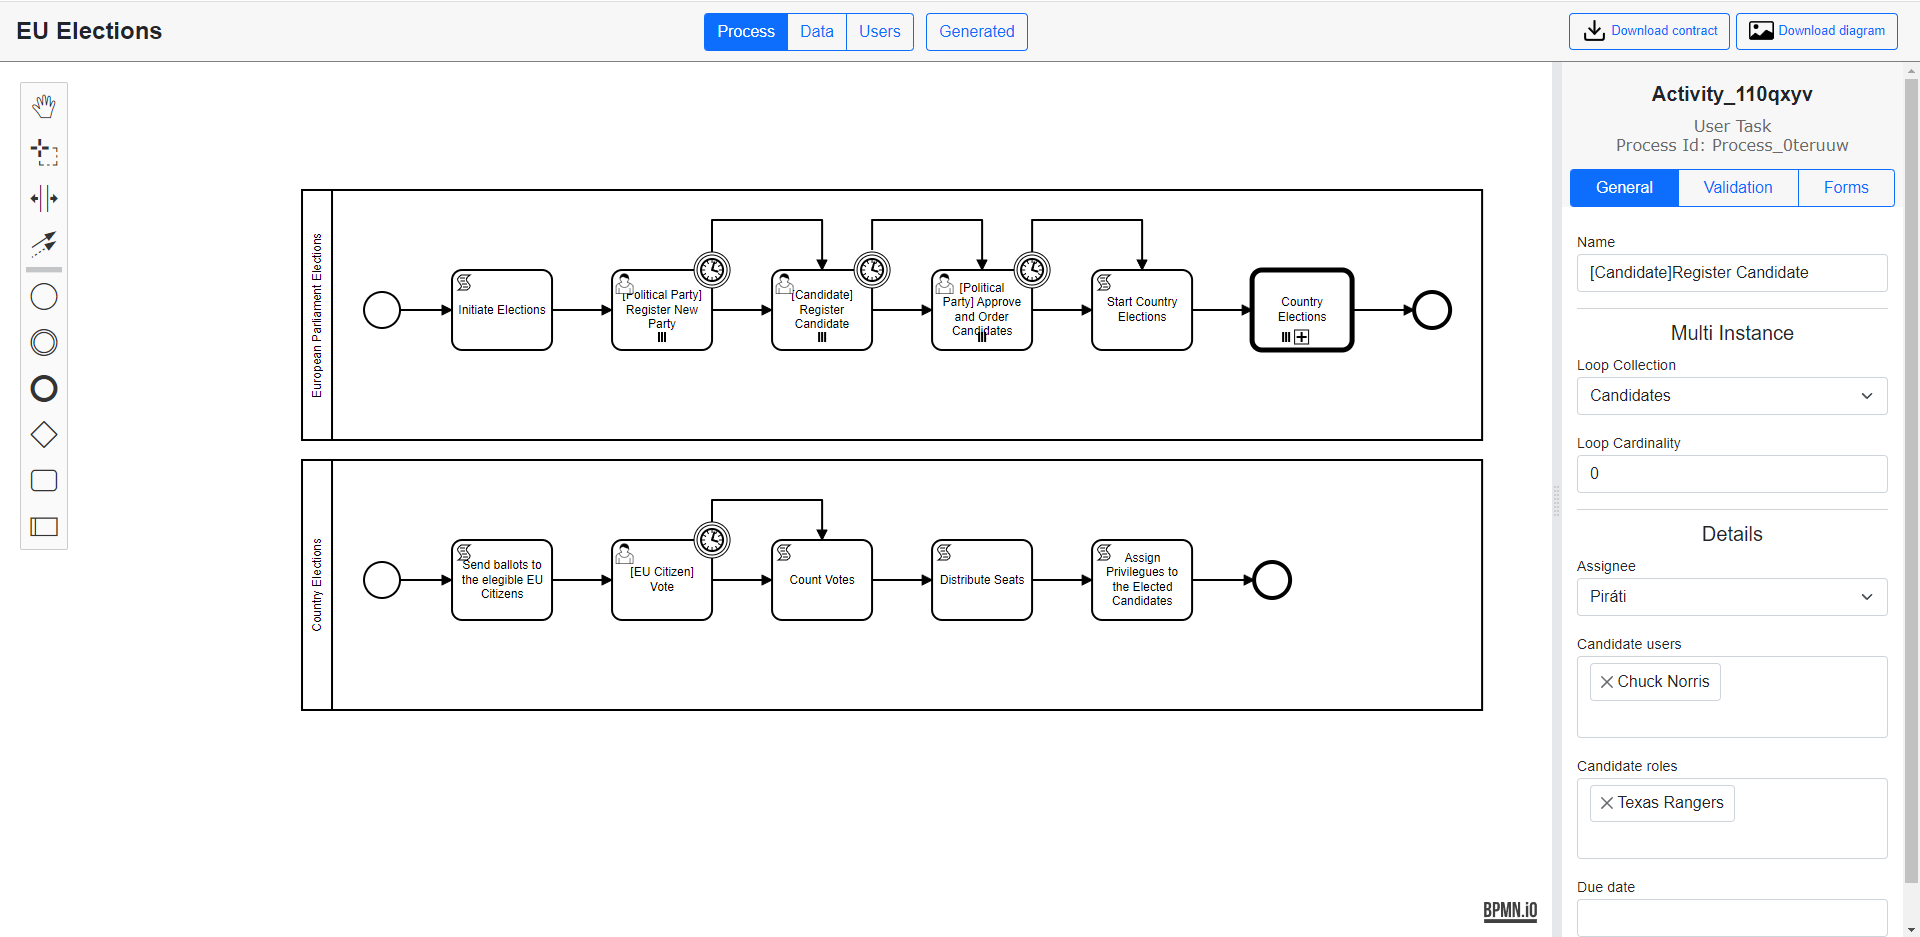 EU Elections
Process
Data
Users
Generated
Download contract
Download diagram
European Parliament Elections
Initiate Elections
[Political Party]
Register New
Party
[Candidate]
Register
Candidate
[Political
Party] Approve
and Order
Candidates
Start Country
Elections
Country
Elections
Country Elections
Send ballots to
the elegible EU
Citizens
[EU Citizen]
Vote
Count Votes
Distribute Seats
Assign
Privilegues to
the Elected
Candidates
BPMN.iO
Activity_110qxyv
User Task
Process Id: Process_0teruuw
General
Validation
Forms
Name
[Candidate]Register Candidate
Multi Instance
Loop Collection
Candidates
Loop Cardinality
0
Details
Assignee
Piráti
Candidate users
Chuck Norris
Candidate roles
Texas Rangers
Due date